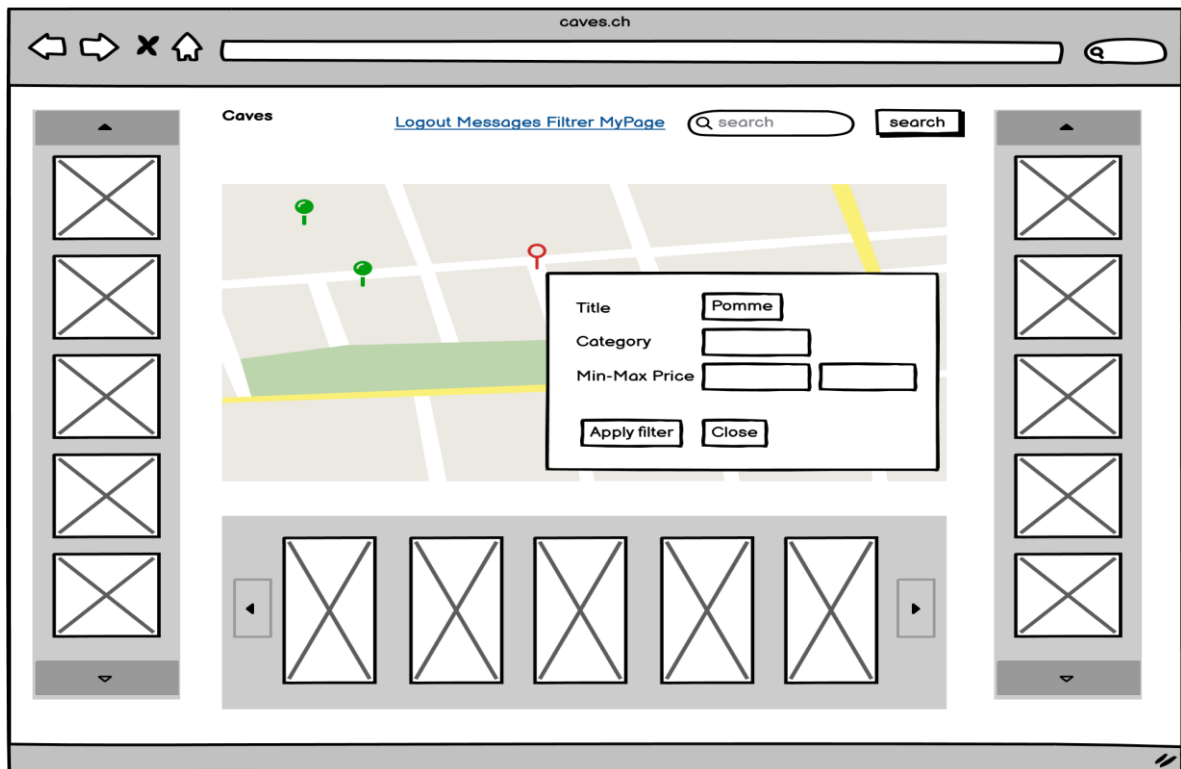 caves.ch
Caves
Logout Messages Filtrer MyPage
search
search
Title
Pomme
Category
Min-Max Price
Apply filter
Close